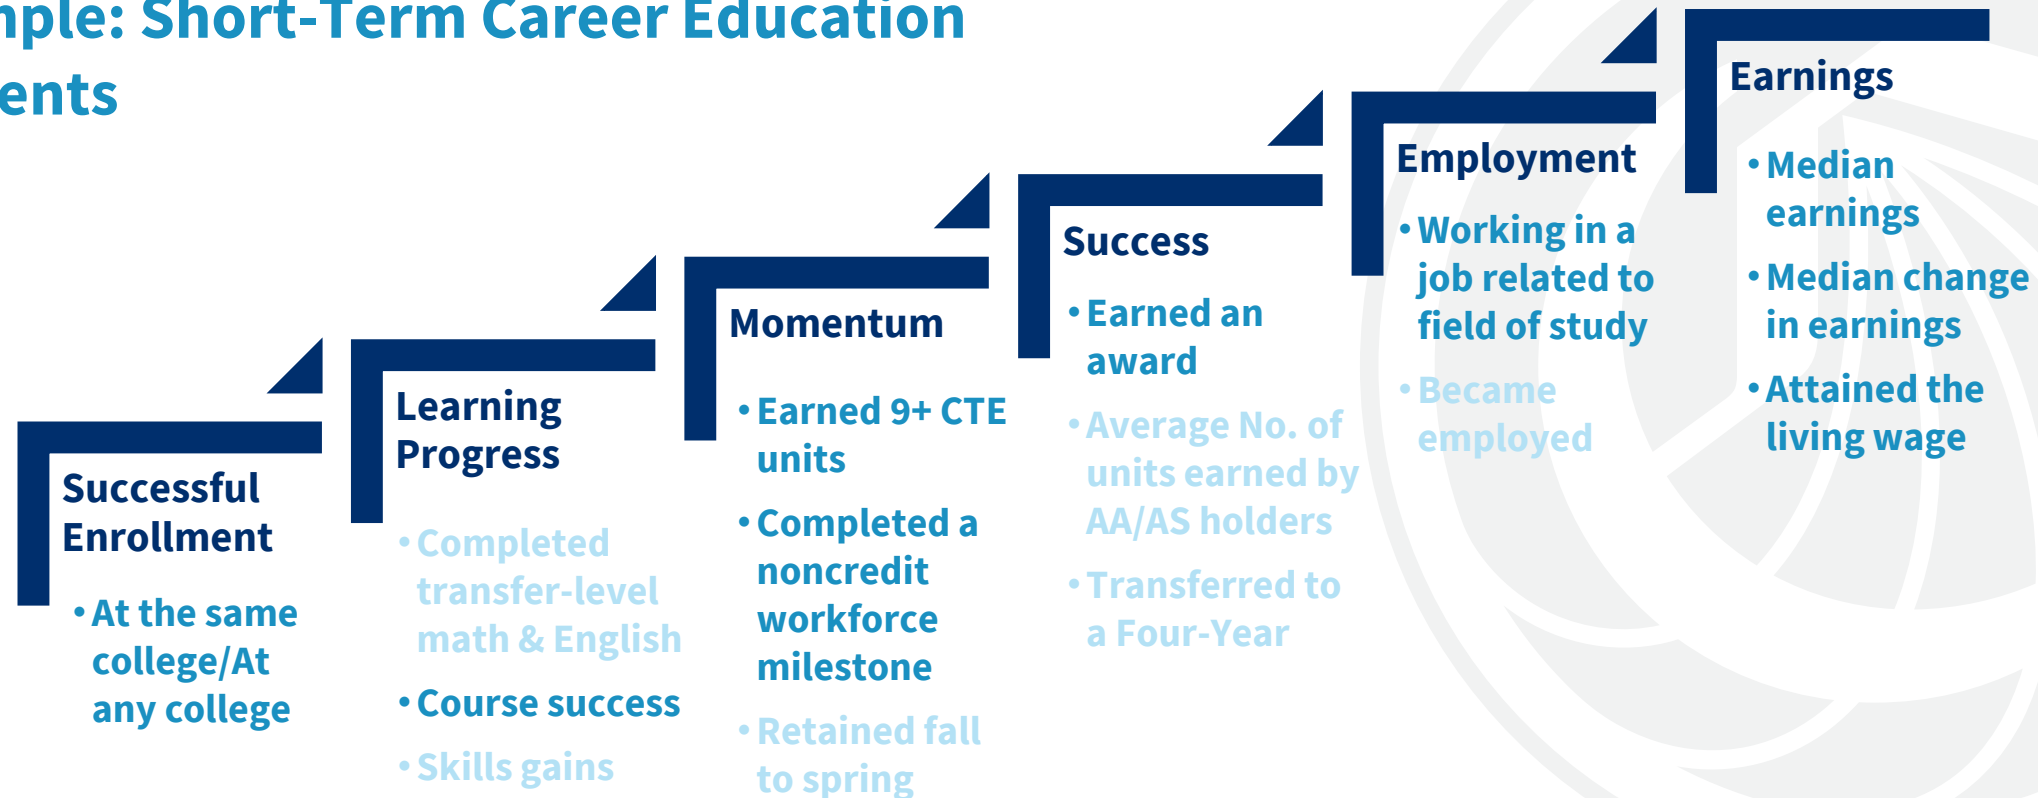 mple: Short-Term Career Education
ents
Successful
Enrollment
• At the same
college/At
any college
Learning
Progress
• Completed
transfer-level
math & English
• Course success
• Skills gains
Momentum
• Earned 9+ CTE
units
• Completed a
noncredit
workforce
milestone
• Retained fall
to spring
Success
• Earned an
award
• Average No. of
units earned by
AA/AS holders
• Transferred to
a Four-Year
Employment
• Working in a
job related to
field of study
• Became
employed
Earnings
• Median
earnings
• Median change
in earnings
• Attained the
living wage